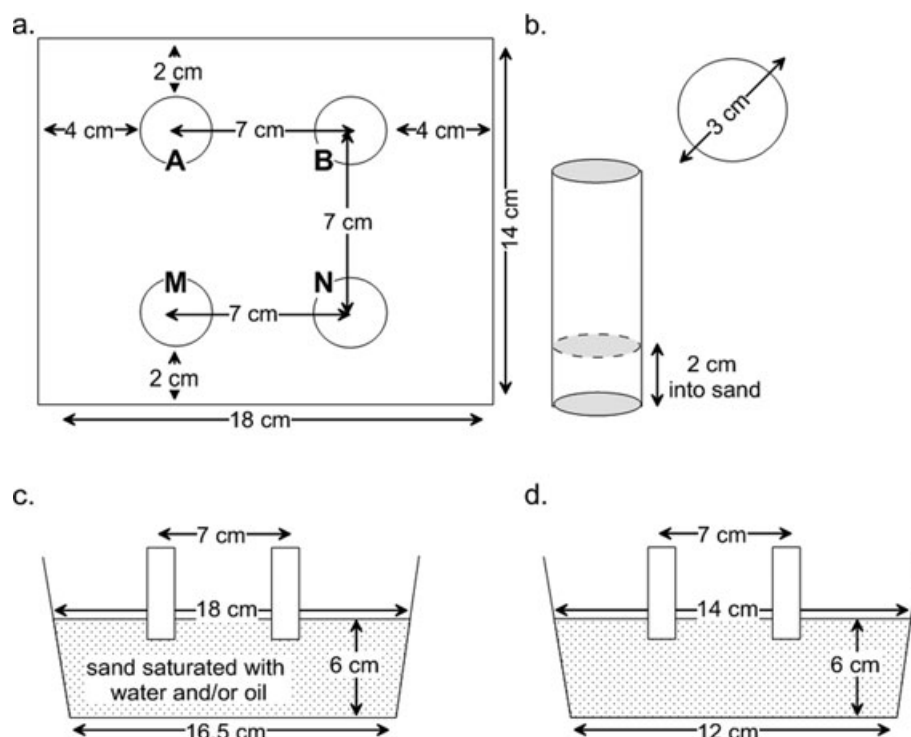 a.
2 cm
4 cm
7 cm
4 cm
A
B
7 cm
14 cm
M
N
7 cm
2 cm
18 cm
b.
3 cm
2 cm
into sand
c.
7 cm
18 cm
sand saturated with
water and/or oil
6 cm
16.5 cm
d.
7 cm
14 cm
6 cm
12 cm